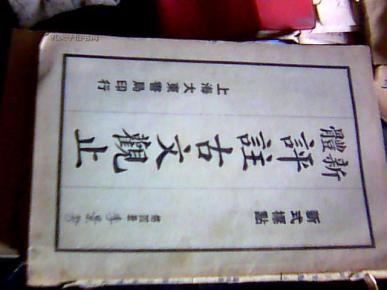 新式標點
新體評註古文觀止
上海大東書局印行